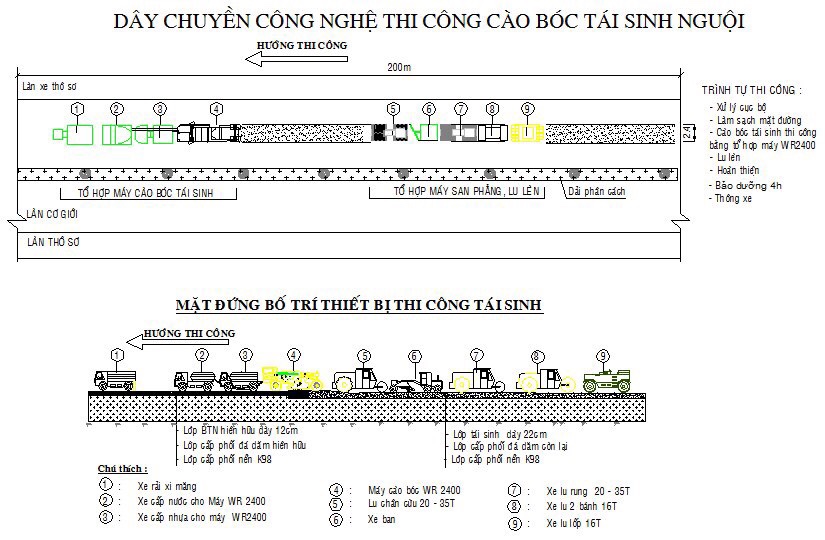 DÂY CHUYỀN CÔNG NGHỆ THI CÔNG CÀO BÓC TÁI SINH NGUỘI
HƯỚNG THI CÔNG
200m
Làn xe thô sơ
1 2 3 4 5 6 7 8 9
2.4
TỔ HỢP MÁY CÀO BÓC TÁI SINH
TỔ HỢP MÁY SAN PHẲNG, LU LÈN
Dải phân cách
LÀN CƠ GIỚI
LÀN THÔ SƠ
TRÌNH TỰ THI CÔNG :
- Xử lý cục bộ
- Làm sạch mặt đường
- Cào bóc tái sinh thi công
bằng tổ hợp máy WR2400
- Lu lèn
- Hoàn thiện
- Bảo dưỡng 4h
- Thông xe
MẶT ĐỨNG BỐ TRÍ THIẾT BỊ THI CÔNG TÁI SINH
HƯỚNG THI CÔNG
1 2 3 4 5 6 7 8 9
- Lớp BTN hiện hữu dày 12cm
- Lớp cấp phối đá dăm hiện hữu
- Lớp cấp phối nền K98
- Lớp tái sinh dày 22cm
- Lớp cấp phối đá dăm còn lại
- Lớp cấp phối nền K98
Chú thích :
1 : Xe rải xi măng
2 : Xe cấp nước cho Máy WR 2400
3 : Xe cấp nhựa cho máy WR2400
4 : Máy cào bóc WR 2400
5 : Lu chân cừu 20 - 35T
6 : Xe ban
7 : Xe lu rung 20 - 35T
8 : Xe lu 2 bánh 16T
9 : Xe lu lốp 16T